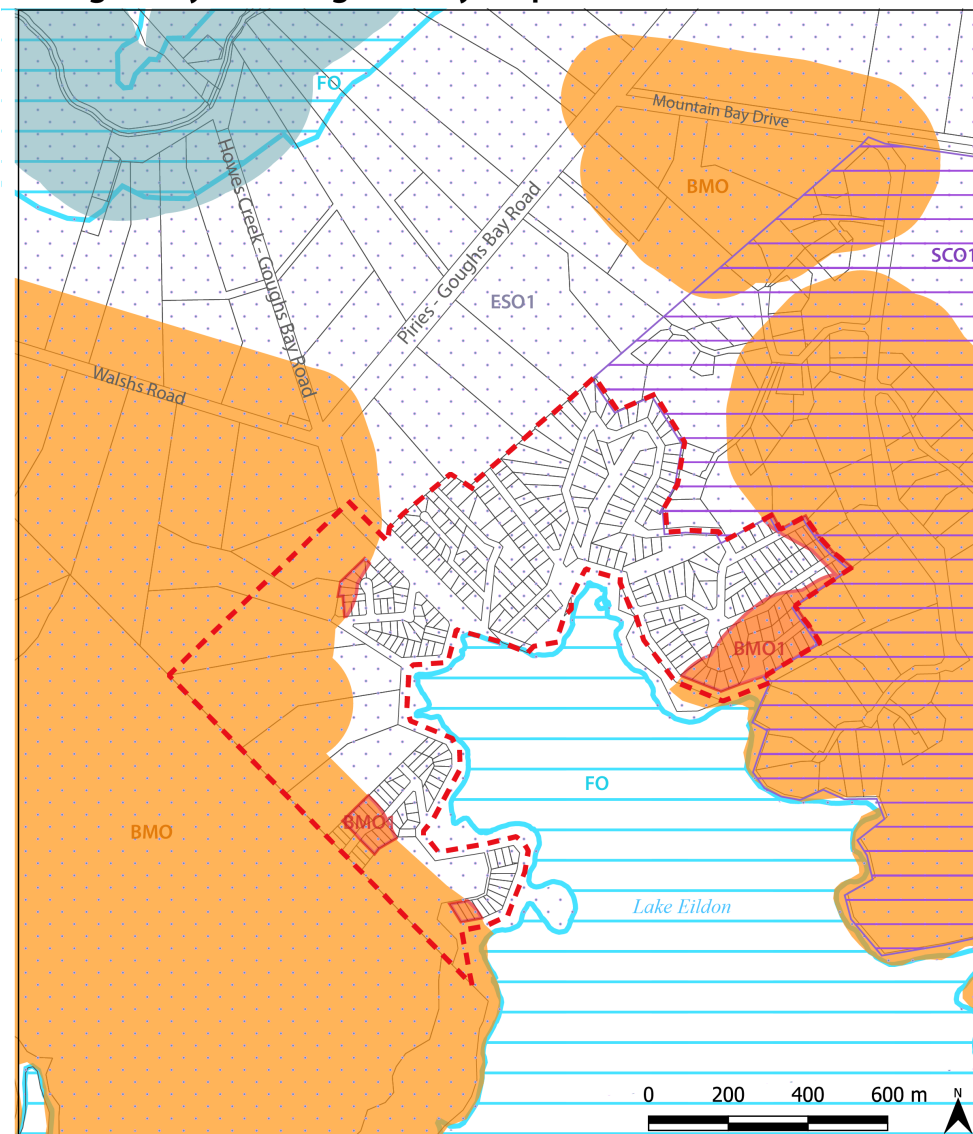 FO
Mountain Bay Drive
BMO
Howes Creek - Goughs Bay Road
Piries - Goughs Bay Road
SCO1
ESO1
Walshs Road
BMO1
FO
BMO
BMO1
Lake Eildon
0 200 400 600 m
N